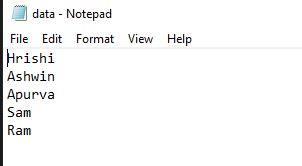 data - Notepad
File Edit Format View Help
Hrishi
Ashwin
Apurva
Sam
Ram